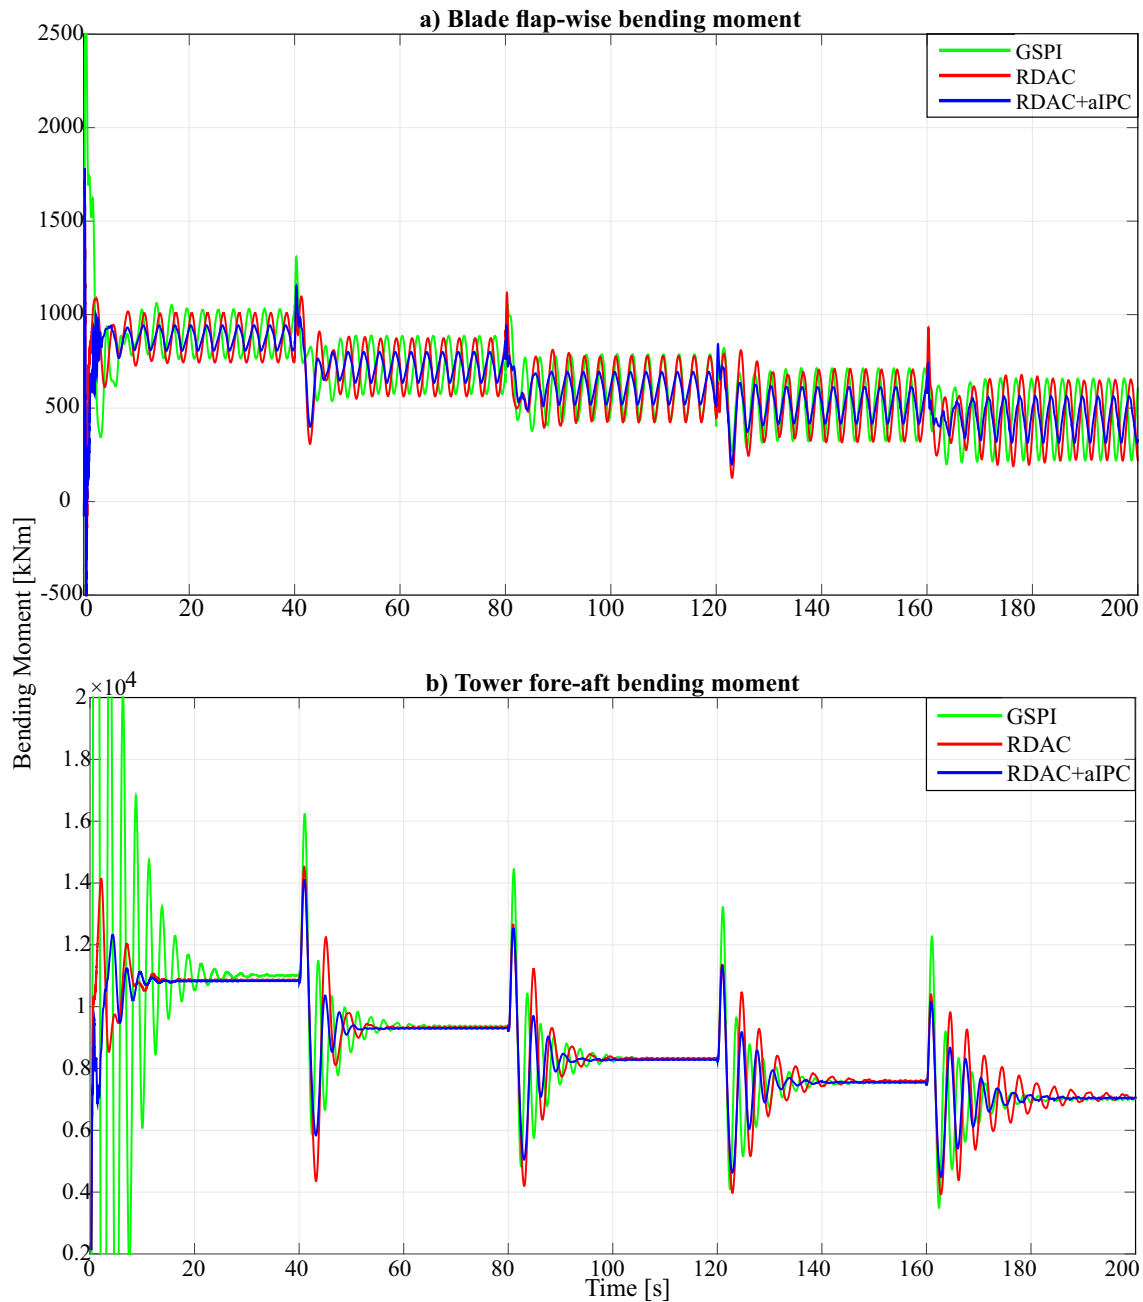 a) Blade flap-wise bending moment
2500
2000
1500
1000
500
0
-500
GSPI
RDAC
RDAC+aIPC
0 20 40 60 80 100 120 140 160 180 200
Bending Moment [kNm]
b) Tower fore-aft bending moment
×10⁴
2
1.8
1.6
1.4
1.2
1
0.8
0.6
0.4
0.2
GSPI
RDAC
RDAC+aIPC
0 20 40 60 80 100 120 140 160 180 200
Time [s]